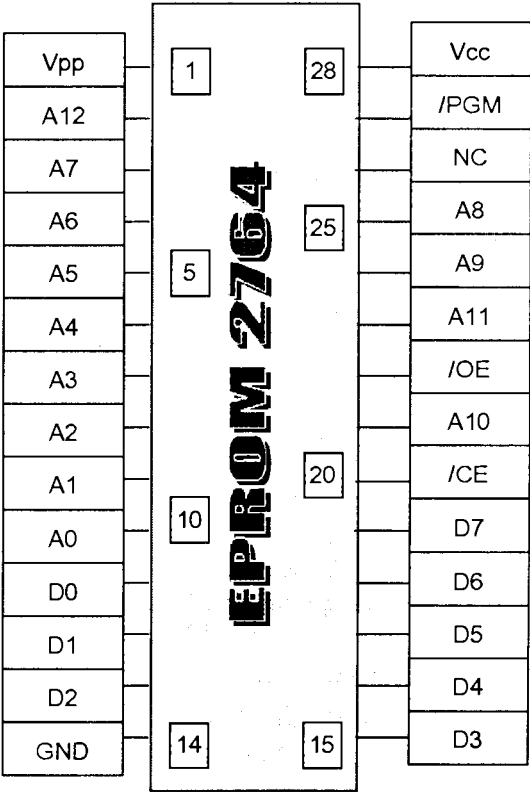 Vpp
A12
A7
A6
A5
A4
A3
A2
A1
A0
D0
D1
D2
GND
1
5
10
14
EPROM 2764
28
25
20
15
Vcc
/PGM
NC
A8
A9
A11
/OE
A10
/CE
D7
D6
D5
D4
D3